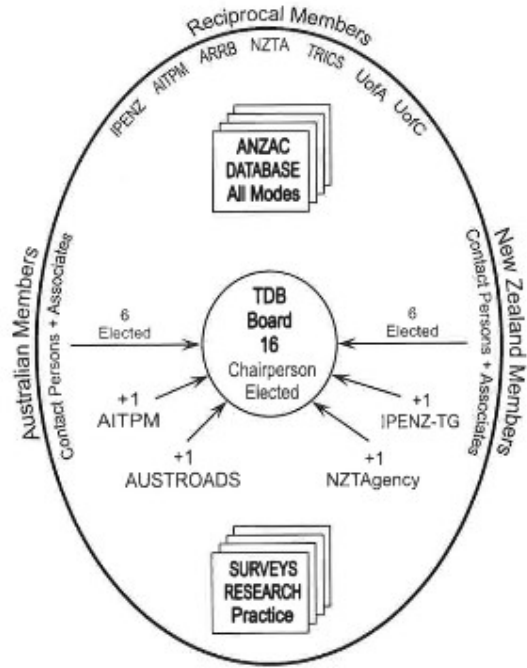 Reciprocal Members
IPENZ
AITPM
ARRB
NZTA
TRICS
UofA
UofC
ANZAC
DATABASE
All Modes
Australian Members
Contact Persons + Associates
New Zealand Members
Contact Persons + Associates
6
Elected
TDB
Board
16
Chairperson
Elected
6
Elected
+1
AITPM
+1
IPENZ-TG
+1
AUSTROADS
+1
NZTAgency
SURVEYS
RESEARCH
Practice